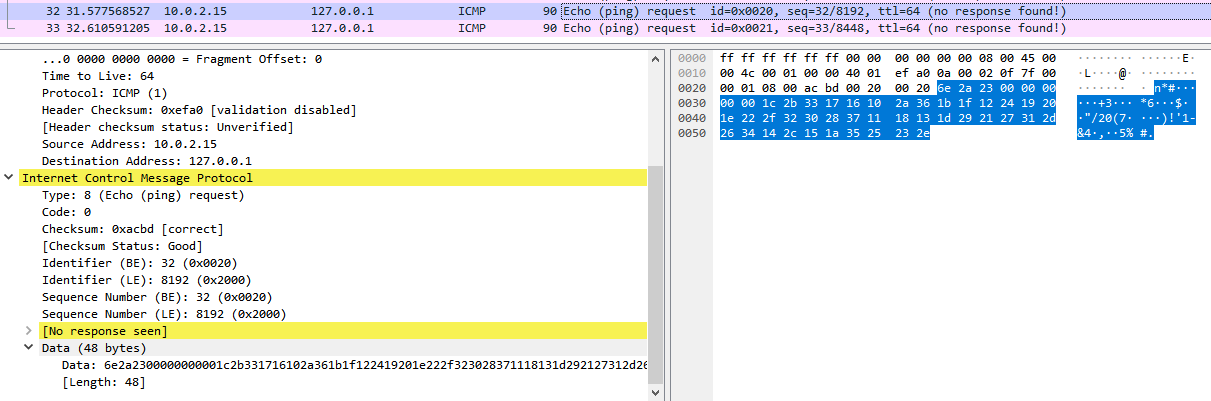 32 31.577568527 10.0.2.15 127.0.0.1 ICMP 90 Echo (ping) request id=0x0020, seq=32/8192, ttl=64 (no response found!)
33 32.610591205 10.0.2.15 127.0.0.1 ICMP 90 Echo (ping) request id=0x0021, seq=33/8448, ttl=64 (no response found!)
...0 0000 0000 0000 = Fragment Offset: 0
Time to Live: 64
Protocol: ICMP (1)
Header Checksum: 0xefa0 [validation disabled]
[Header checksum status: Unverified]
Source Address: 10.0.2.15
Destination Address: 127.0.0.1
Internet Control Message Protocol
Type: 8 (Echo (ping) request)
Code: 0
Checksum: 0xacbd [correct]
[Checksum Status: Good]
Identifier (BE): 32 (0x0020)
Identifier (LE): 8192 (0x2000)
Sequence Number (BE): 32 (0x0020)
Sequence Number (LE): 8192 (0x2000)
[No response seen]
Data (48 bytes)
Data: 6e2a2300000000001c2b331716102a361b1f122419201e222f323028371118131d292127312d26
[Length: 48]
0000 ff ff ff ff ff ff 00 00 00 00 00 00 08 00 45 00 ········ ······E·
0010 00 4c 00 01 00 00 40 01 ef a0 0a 00 02 0f 7f 00 ·L····@· ········
0020 00 01 08 00 ac bd 00 20 00 20 6e 2a 23 00 00 00 ······· · n*#···
0030 00 00 1c 2b 33 17 16 10 2a 36 1b 1f 12 24 19 20 ···+3··· *6···$· 
0040 1e 22 2f 32 30 28 37 11 18 13 1d 29 21 27 31 2d ·"/20(7· ···)!'1-
0050 26 34 14 2c 15 1a 35 25 23 2e &4·,··5% #.